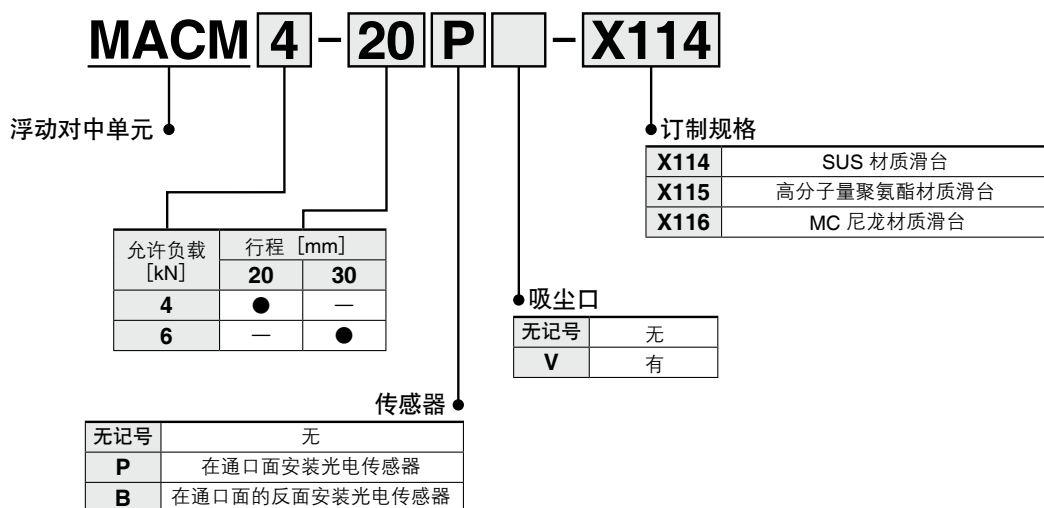 MACM 4 - 20 P - X114
浮动对中单元
订制规格
X114 SUS 材质滑台
X115 高分子量聚氨酯材质滑台
X116 MC 尼龙材质滑台
允许负载 [kN] 行程 [mm]
20 30
4 ● —
6 — ●
吸尘口
无记号 无
V 有
传感器
无记号 无
P 在通口面安装光电传感器
B 在通口面的反面安装光电传感器